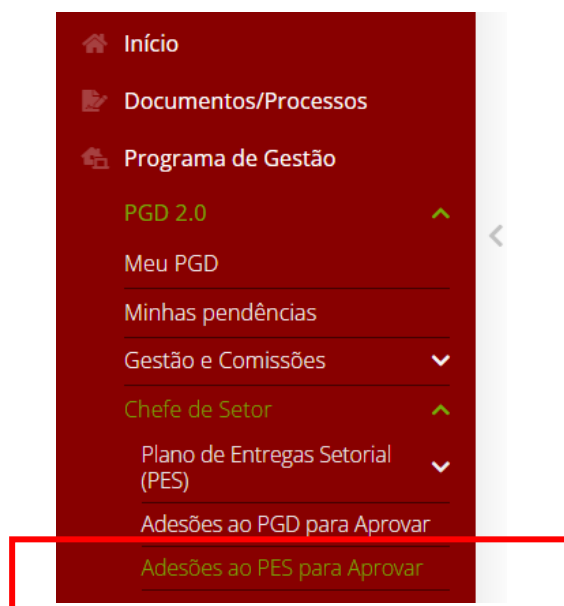 Início
Documentos/Processos
Programa de Gestão
PGD 2.0
Meu PGD
Minhas pendências
Gestão e Comissões
Chefe de Setor
Plano de Entregas Setorial
(PES)
Adesões ao PGD para Aprovar
Adesões ao PES para Aprovar